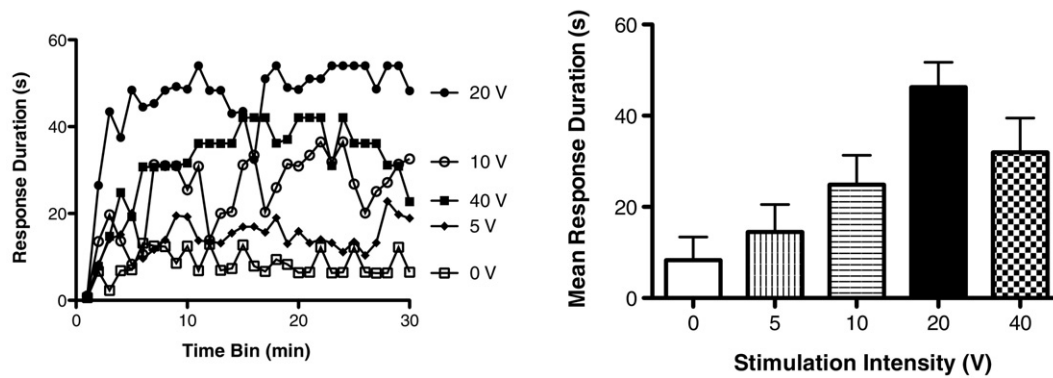 Response Duration (s)
60
40
20
0
0
10
20
30
Time Bin (min)
20 V
10 V
40 V
5 V
0 V
Mean Response Duration (s)
60
40
20
0
0
5
10
20
40
Stimulation Intensity (V)